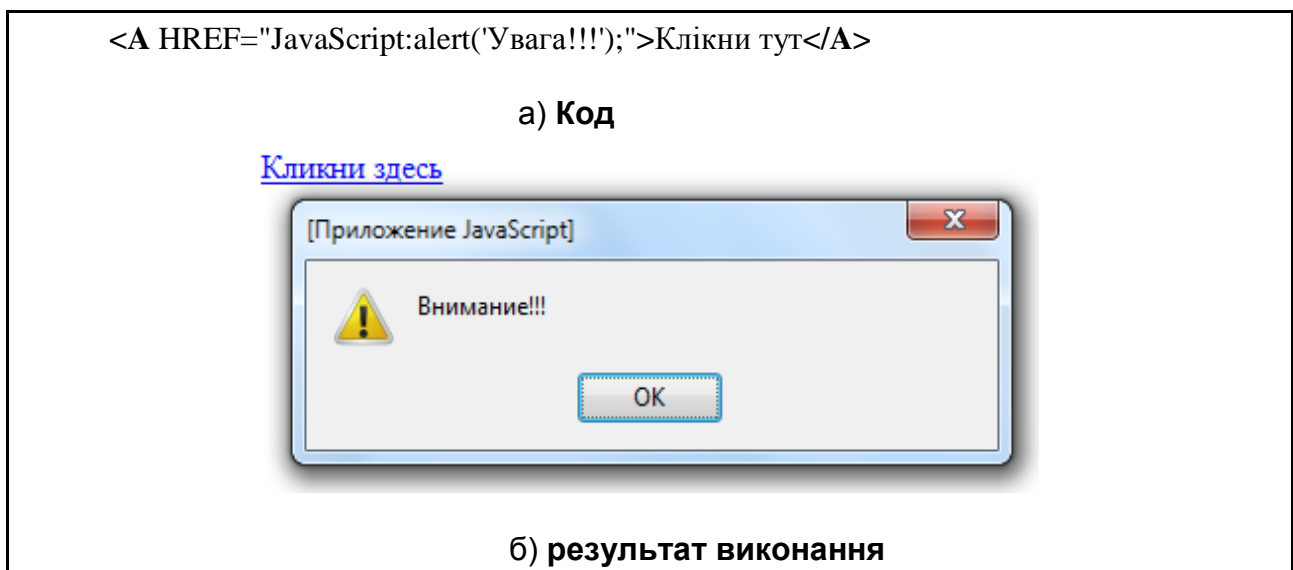 <A HREF="JavaScript:alert('Увага!!!');">Клікни тут</A>
а) Код
Кликни здесь
[Приложение JavaScript]
Внимание!!!
OK
б) результат виконання